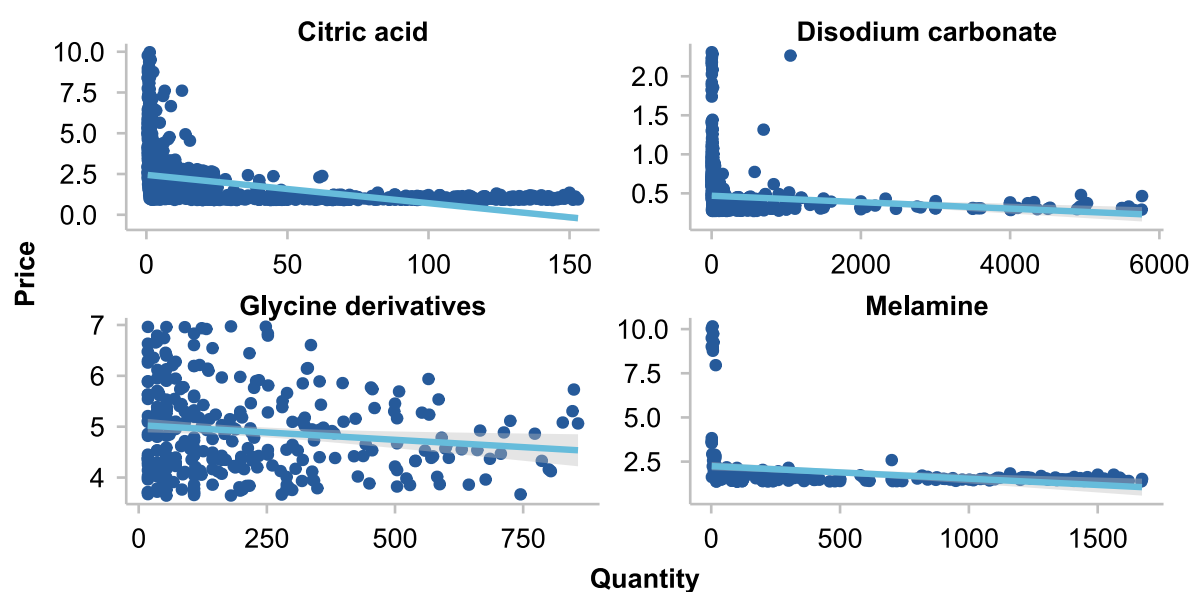 Citric acid
Disodium carbonate
10.0
7.5
5.0
2.5
0.0
2.0
1.5
1.0
0.5
0 50 100 150
0 2000 4000 6000
Price
Glycine derivatives
Melamine
7
6
5
4
10.0
7.5
5.0
2.5
0 250 500 750
0 500 1000 1500
Quantity